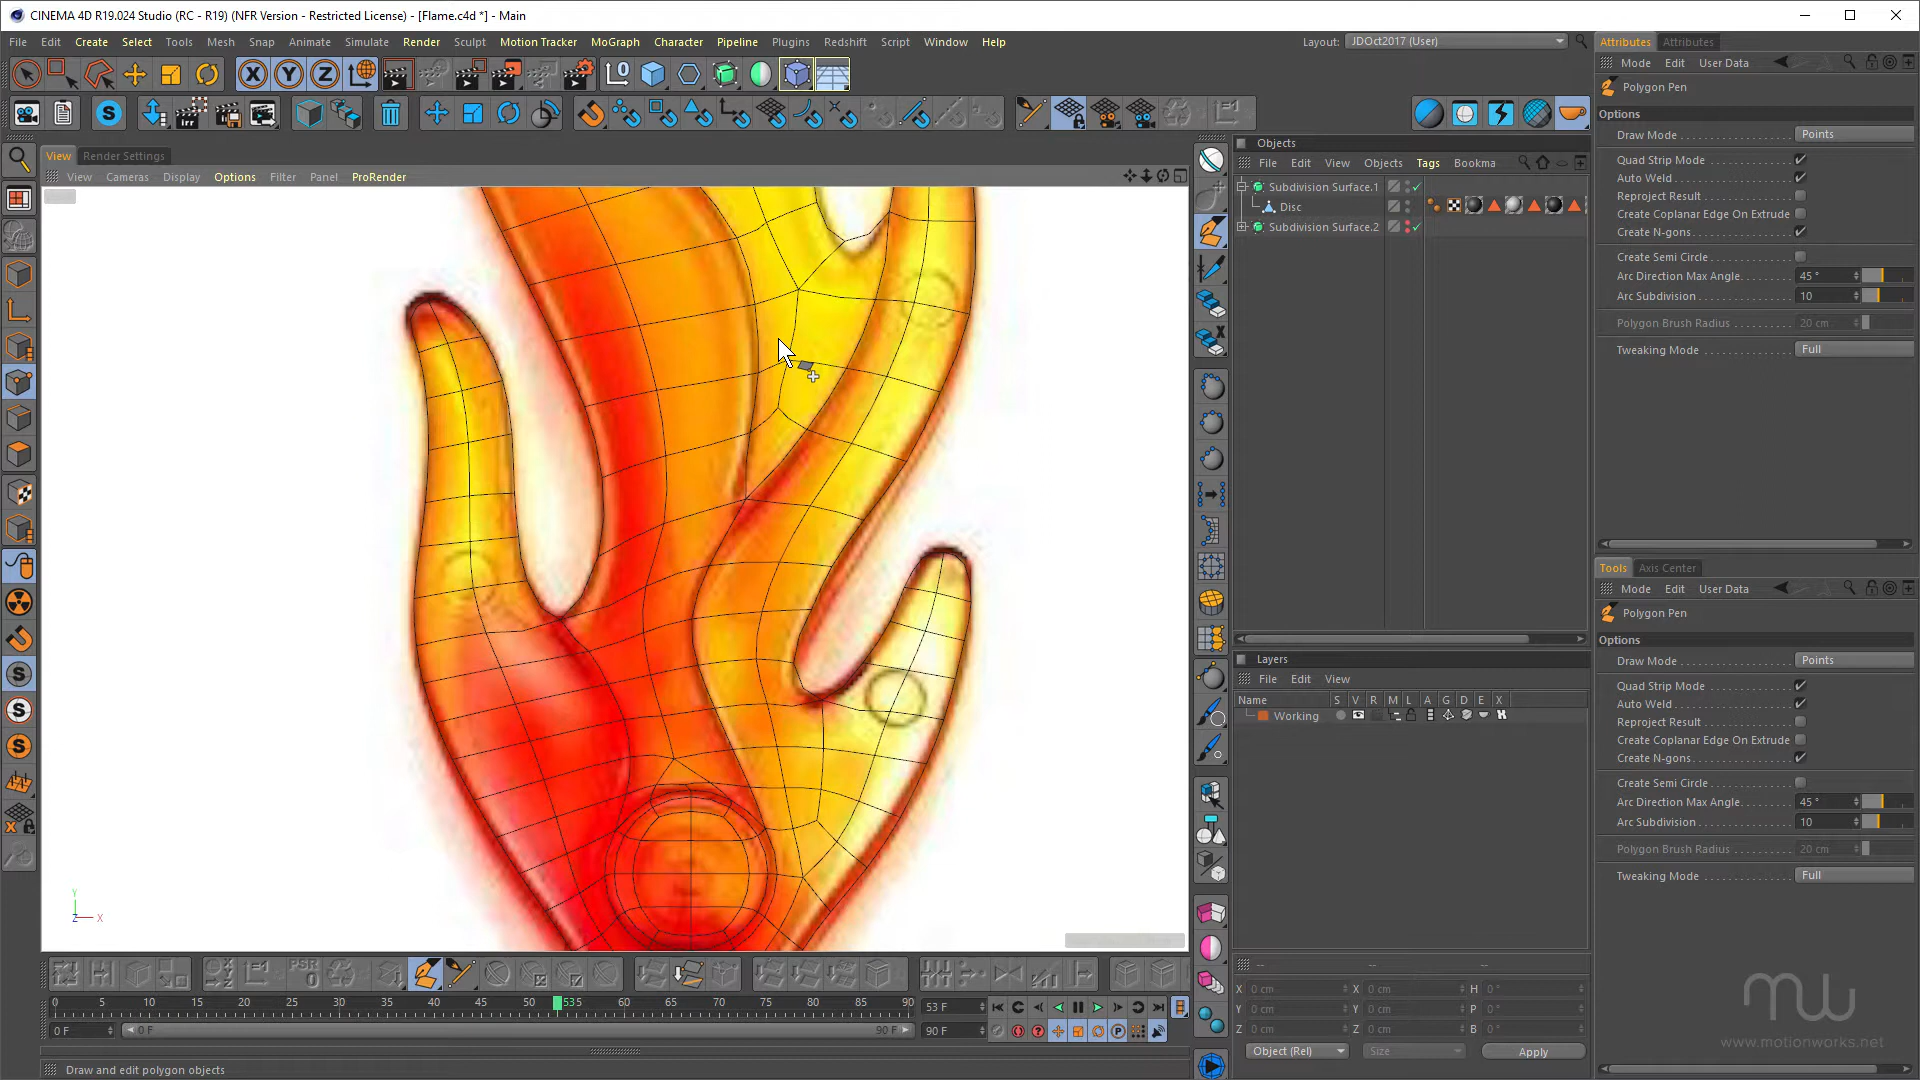 CINEMA 4D R19.024 Studio (RC - R19) (NFR Version - Restricted License) - [Flame.c4d *] - Main
File Edit Create Select Tools Mesh Snap Animate Simulate Render Sculpt Motion Tracker MoGraph Character Pipeline Plugins Redshift Script Window Help
Layout: JDOct2017 (User)
View Render Settings
View Cameras Display Options Filter Panel ProRender
Objects
File Edit View Objects Tags Bookma
Subdivision Surface.1
Disc
Subdivision Surface.2
Layers
File Edit View
Name S V R M L A G D E X
Working
Attributes Attributes
Mode Edit User Data
Polygon Pen
Options
Draw Mode Points
Quad Strip Mode
Auto Weld
Reproject Result
Create Coplanar Edge On Extrude
Create N-gons
Create Semi Circle
Arc Direction Max Angle 45 °
Arc Subdivision 10
Polygon Brush Radius 20 cm
Tweaking Mode Full
Tools Axis Center
Mode Edit User Data
Polygon Pen
Options
Draw Mode Points
Quad Strip Mode
Auto Weld
Reproject Result
Create Coplanar Edge On Extrude
Create N-gons
Create Semi Circle
Arc Direction Max Angle 45 °
Arc Subdivision 10
Polygon Brush Radius 20 cm
Tweaking Mode Full
Y
Z X
0 5 10 15 20 25 30 35 40 45 50 535 60 65 70 75 80 85 90
53 F
0 F 0 F 90 F 90 F
X 0 cm X 0 cm H 0 °
Y 0 cm Y 0 cm P 0 °
Z 0 cm Z 0 cm B 0 °
Object (Rel) Size Apply
Draw and edit polygon objects
mw
www.motionworks.net